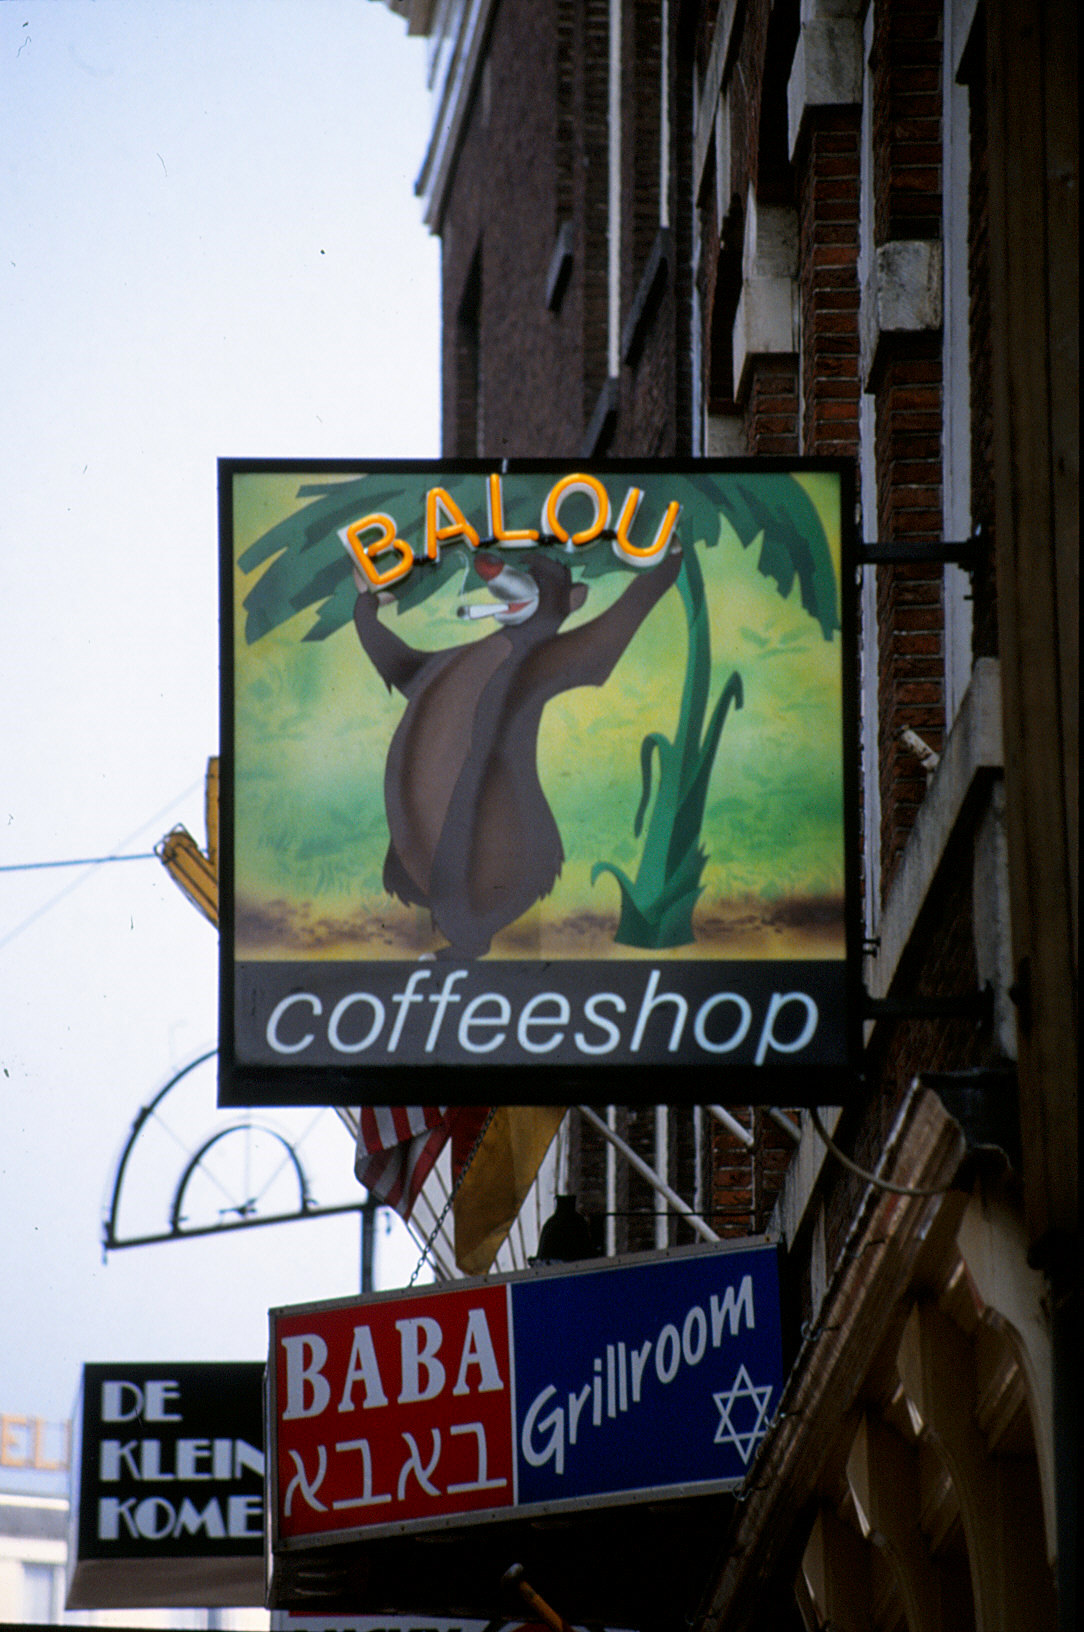 BALOU
coffeeshop
BABA
באבא
Grillroom
DE
KLEIN
KOME